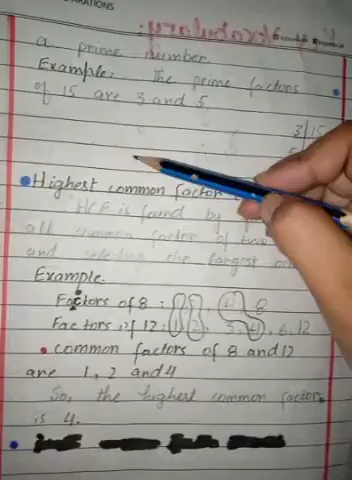 a prime number.
Example: The prime factors
of 15 are 3 and 5
3 | 15
5
Highest common factor
HCF is found by
all common factor of two
and the largest
Example.
Factors of 8 : 1, 2, 4, 8
Factors of 12: 1, 2, 3, 4, 6, 12
common factors of 8 and 12
are 1, 2 and 4
So, the highest common factor
is 4.